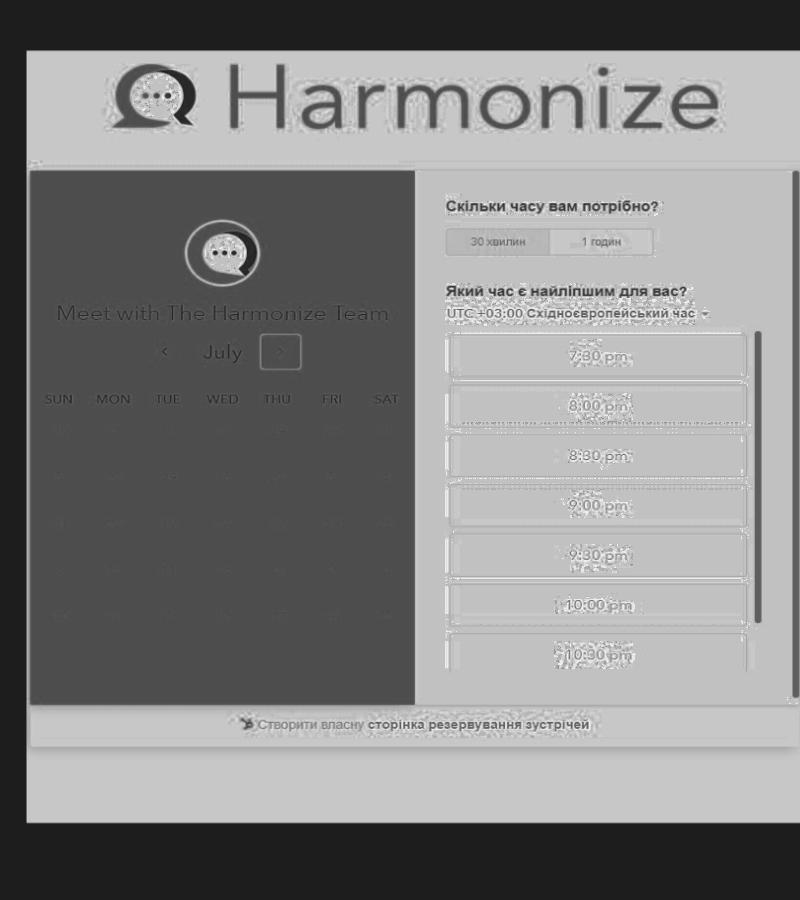 Harmonize
Meet with The Harmonize Team
July
SUN MON TUE WED THU FRI SAT
Скільки часу вам потрібно?
30 хвилин 1 годин
Який час є найліпшим для вас?
UTC +03:00 Східноєвропейський час
7:30 pm
8:00 pm
8:30 pm
9:00 pm
9:30 pm
10:00 pm
10:30 pm
Створити власну сторінка резервування зустрічей